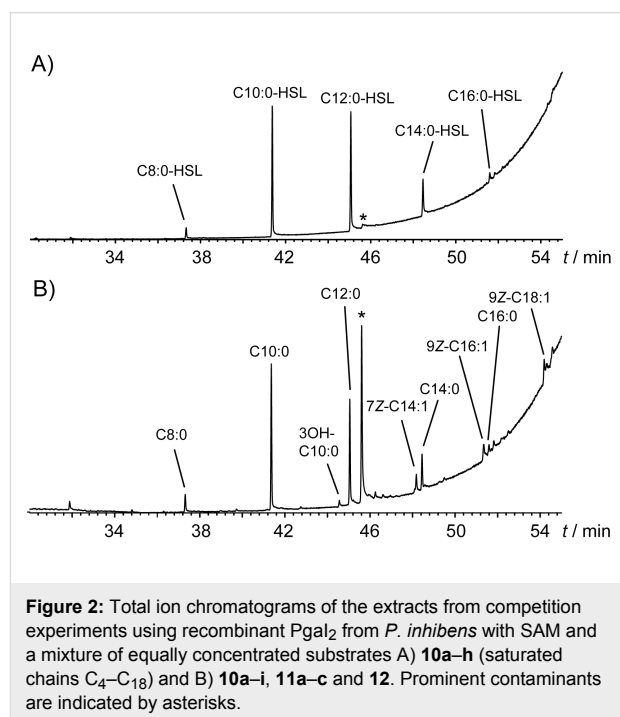 A)
C10:0-HSL
C12:0-HSL
C16:0-HSL
C14:0-HSL
C8:0-HSL
*
34 42 46 50 54 t / min
B)
C12:0
9Z-C18:1
*
C16:0
C10:0
9Z-C16:1
7Z-C14:1
C14:0
C8:0
3OH-
C10:0
34 38 42 46 50 54 t / min
Figure 2: Total ion chromatograms of the extracts from competition
experiments using recombinant PgaI₂ from P. inhibens with SAM and
a mixture of equally concentrated substrates A) 10a–h (saturated
chains C₄–C₁₈) and B) 10a–i, 11a–c and 12. Prominent contaminants
are indicated by asterisks.